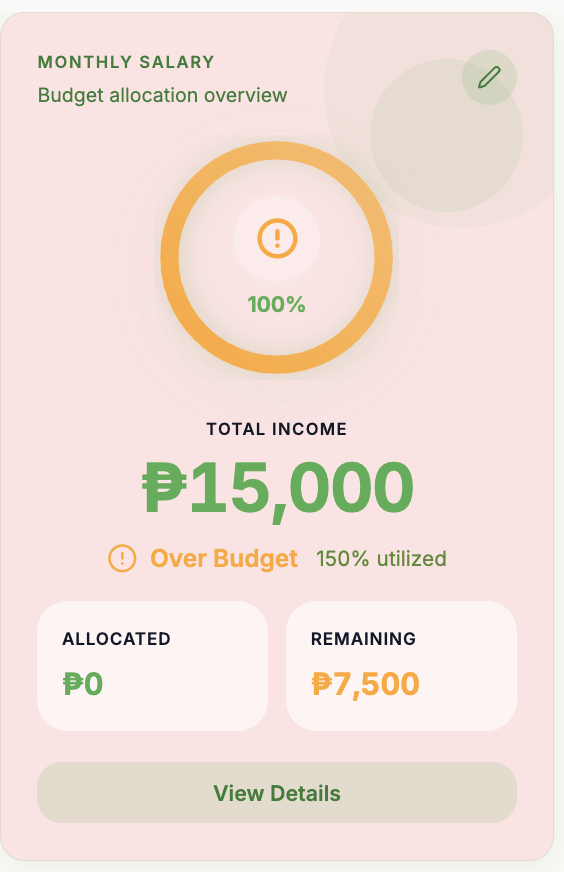 MONTHLY SALARY
Budget allocation overview
100%
TOTAL INCOME
₱15,000
Over Budget 150% utilized
ALLOCATED
₱0
REMAINING
₱7,500
View Details